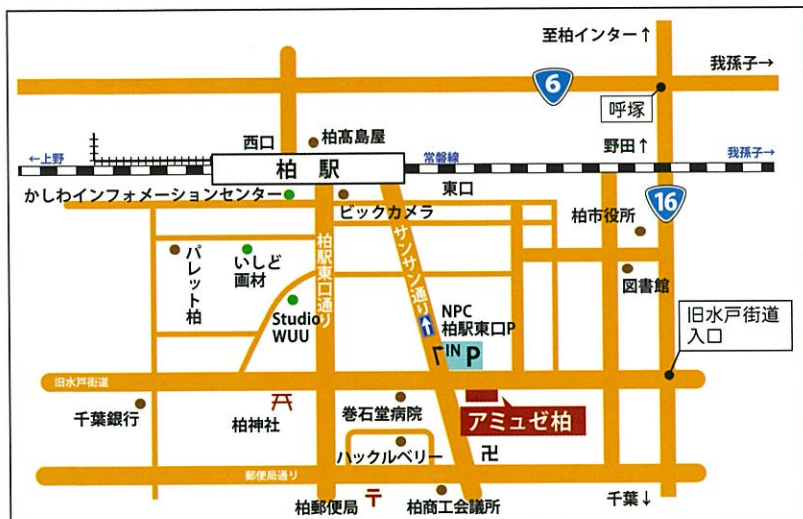 至柏インター↑
我孫子→
6
呼塚
西口
柏髙島屋
野田↑
←上野
柏 駅
常磐線
我孫子→
かしわインフォメーションセンター
東口
ビックカメラ
16
柏市役所
パレット柏
いしど
画材
柏駅東口通り
サンサン通り
図書館
Studio
WUU
NPC
柏駅東口P
IN P
旧水戸街道
入口
旧水戸街道
千葉銀行
柏神社
巻石堂病院
アミュゼ柏
ハックルベリー
卍
郵便局通り
柏郵便局
〒
柏商工会議所
千葉↓